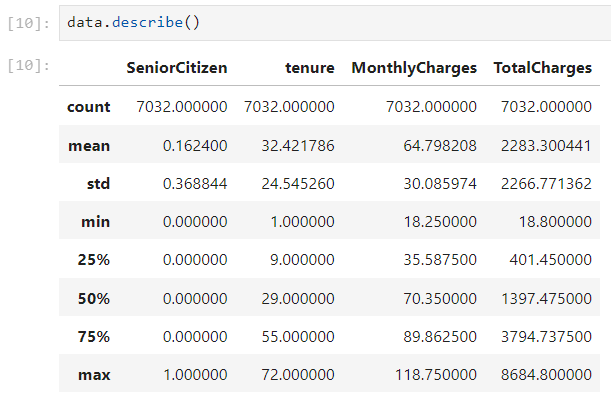 [10]: data.describe()
[10]:
SeniorCitizen tenure MonthlyCharges TotalCharges
count 7032.000000 7032.000000 7032.000000 7032.000000
mean 0.162400 32.421786 64.798208 2283.300441
std 0.368844 24.545260 30.085974 2266.771362
min 0.000000 1.000000 18.250000 18.800000
25% 0.000000 9.000000 35.587500 401.450000
50% 0.000000 29.000000 70.350000 1397.475000
75% 0.000000 55.000000 89.862500 3794.737500
max 1.000000 72.000000 118.750000 8684.800000